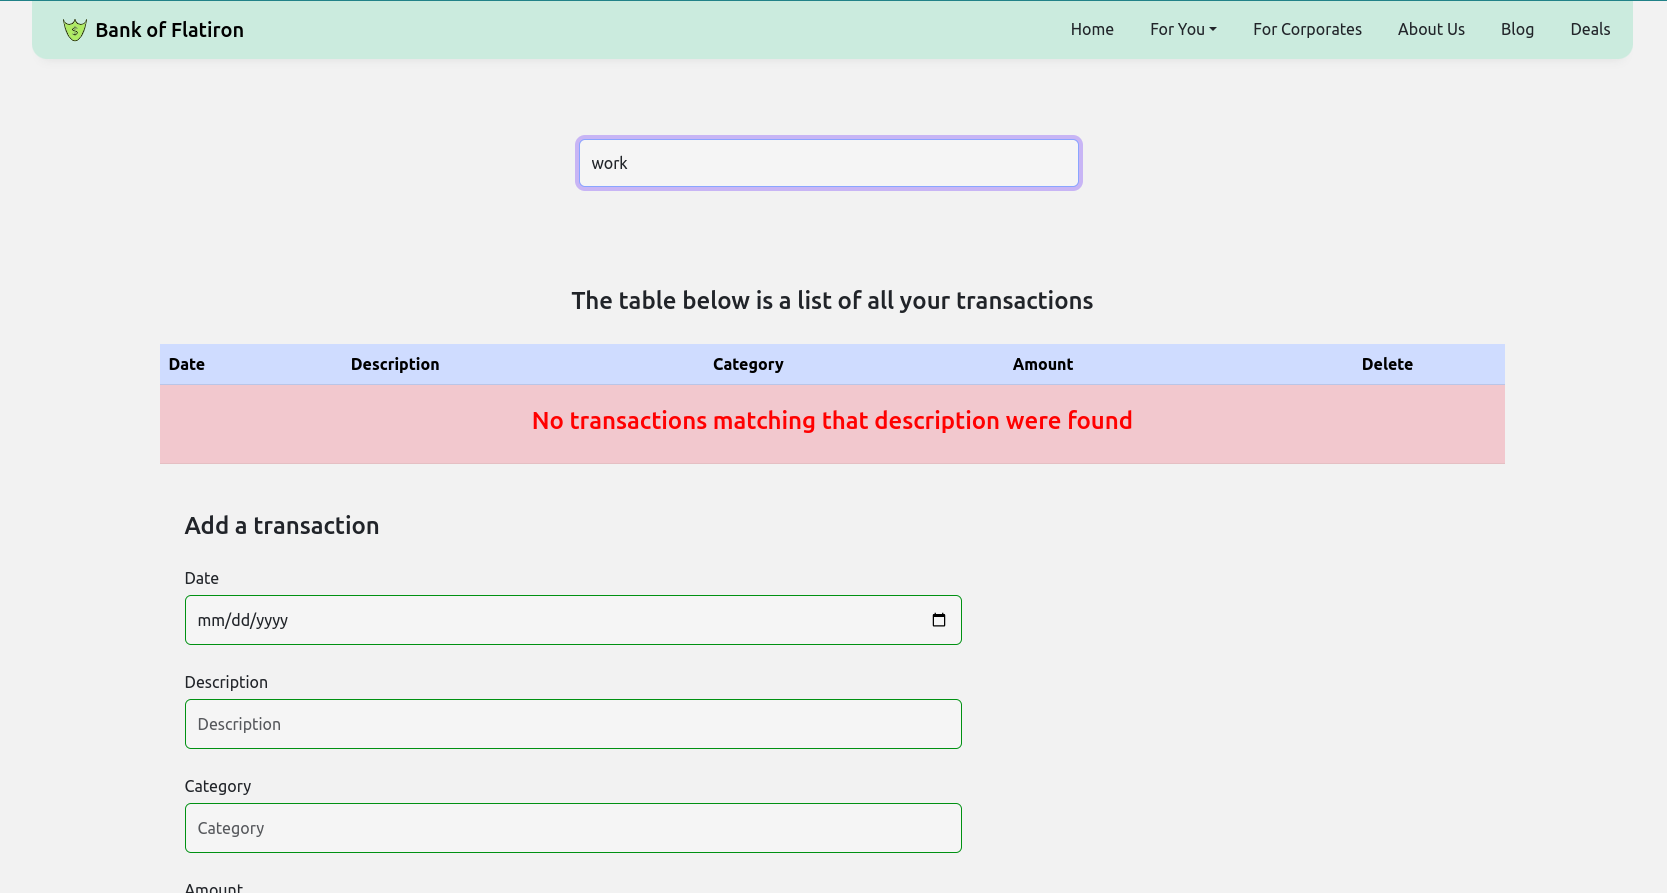 Bank of Flatiron Home For You For Corporates About Us Blog Deals
work
The table below is a list of all your transactions
Date Description Category Amount Delete
No transactions matching that description were found
Add a transaction
Date
mm/dd/yyyy
Description
Description
Category
Category
Amount